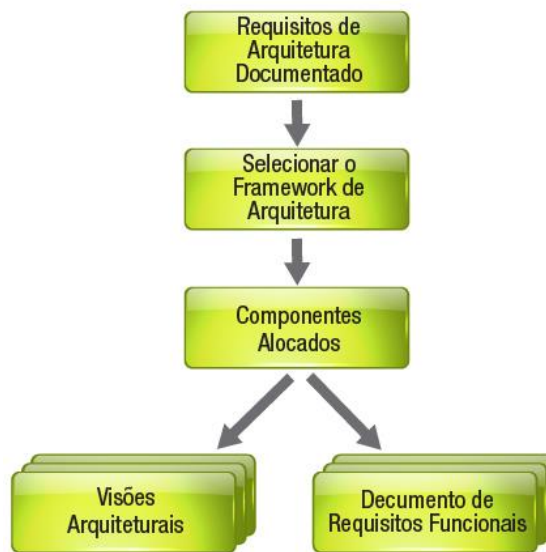 Requisitos de
Arquitetura
Documentado
Selecionar o
Framework de
Arquitetura
Componentes
Alocados
Visões
Arquiteturais
Decumento de
Requisitos Funcionais